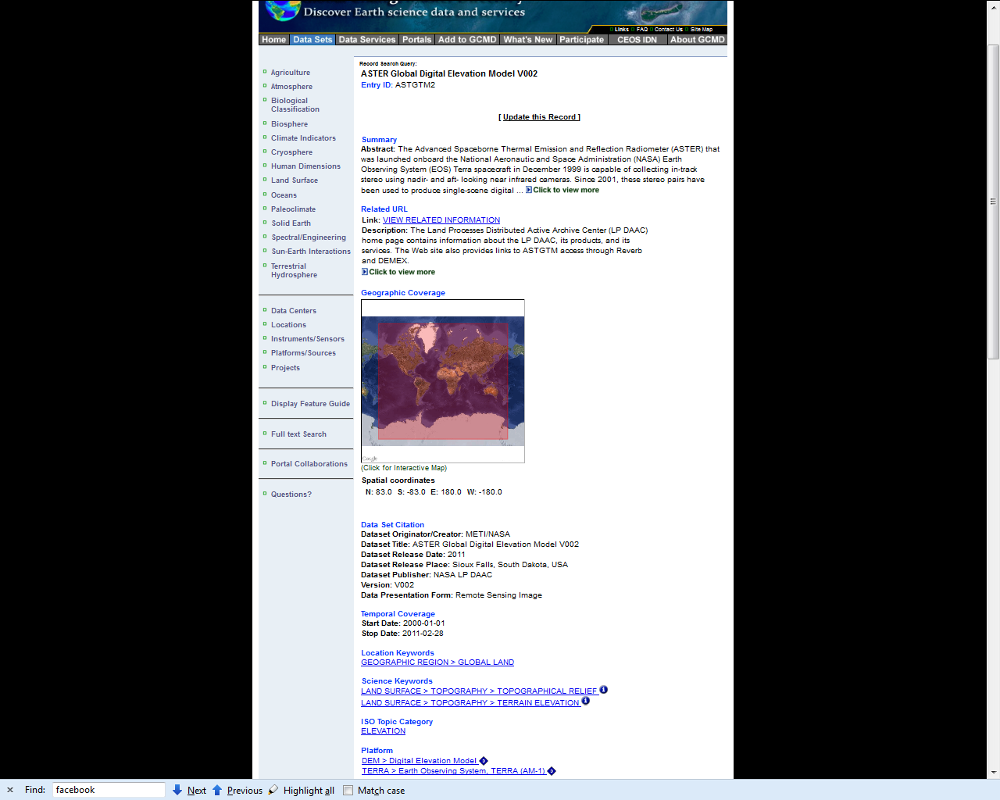 Discover Earth science data and services
Links FAQ Contact Us Site Map
Home Data Sets Data Services Portals Add to GCMD What's New Participate CEOS IDN About GCMD
Record Search Query:
ASTER Global Digital Elevation Model V002
Entry ID: ASTGTM2
[ Update this Record ]
Agriculture
Atmosphere
Biological
Classification
Biosphere
Climate Indicators
Cryosphere
Human Dimensions
Land Surface
Oceans
Paleoclimate
Solid Earth
Spectral/Engineering
Sun-Earth Interactions
Terrestrial
Hydrosphere
Data Centers
Locations
Instruments/Sensors
Platforms/Sources
Projects
Display Feature Guide
Full text Search
Portal Collaborations
Questions?
Summary
Abstract: The Advanced Spaceborne Thermal Emission and Reflection Radiometer (ASTER) that
was launched onboard the National Aeronautic and Space Administration (NASA) Earth
Observing System (EOS) Terra spacecraft in December 1999 is capable of collecting in-track
stereo using nadir- and aft- looking near infrared cameras. Since 2001, these stereo pairs have
been used to produce single-scene digital ... Click to view more
Related URL
Link: VIEW RELATED INFORMATION
Description: The Land Processes Distributed Active Archive Center (LP DAAC)
home page contains information about the LP DAAC, its products, and its
services. The Web site also provides links to ASTGTM access through Reverb
and DEMEX.
Click to view more
Geographic Coverage
Google
(Click for Interactive Map)
Spatial coordinates
N: 83.0 S: -83.0 E: 180.0 W: -180.0
Data Set Citation
Dataset Originator/Creator: METI/NASA
Dataset Title: ASTER Global Digital Elevation Model V002
Dataset Release Date: 2011
Dataset Release Place: Sioux Falls, South Dakota, USA
Dataset Publisher: NASA LP DAAC
Version: V002
Data Presentation Form: Remote Sensing Image
Temporal Coverage
Start Date: 2000-01-01
Stop Date: 2011-02-28
Location Keywords
GEOGRAPHIC REGION > GLOBAL LAND
Science Keywords
LAND SURFACE > TOPOGRAPHY > TOPOGRAPHICAL RELIEF
LAND SURFACE > TOPOGRAPHY > TERRAIN ELEVATION
ISO Topic Category
ELEVATION
Platform
DEM > Digital Elevation Model
TERRA > Earth Observing System, TERRA (AM-1)
Find: facebook Next Previous Highlight all Match case